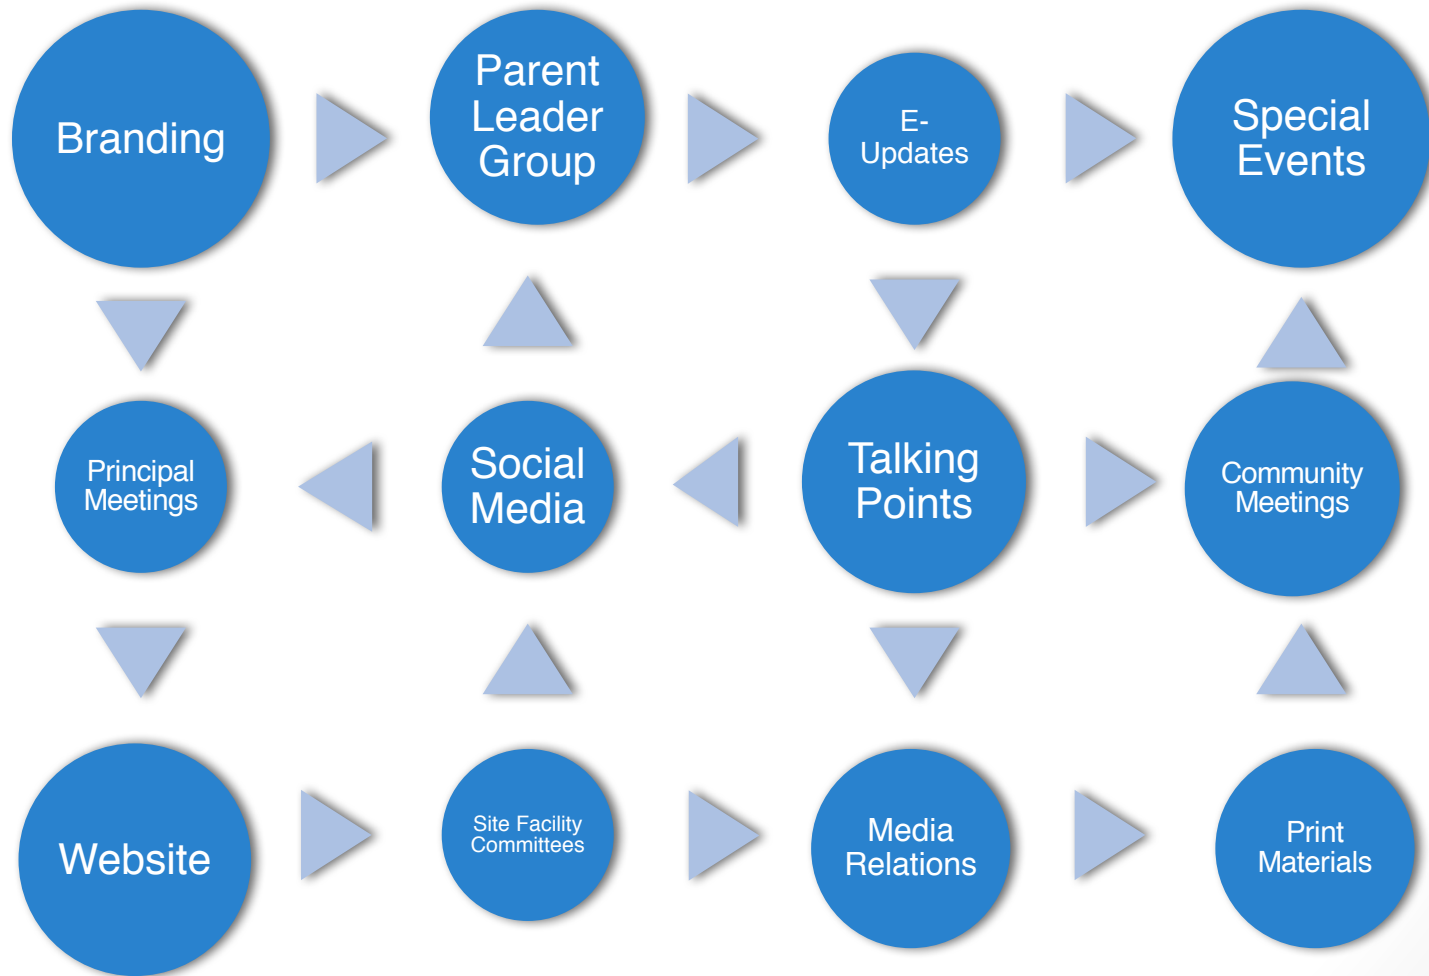 Branding
Parent
Leader
Group
E-
Updates
Special
Events
Principal
Meetings
Social
Media
Talking
Points
Community
Meetings
Website
Site Facility
Committees
Media
Relations
Print
Materials